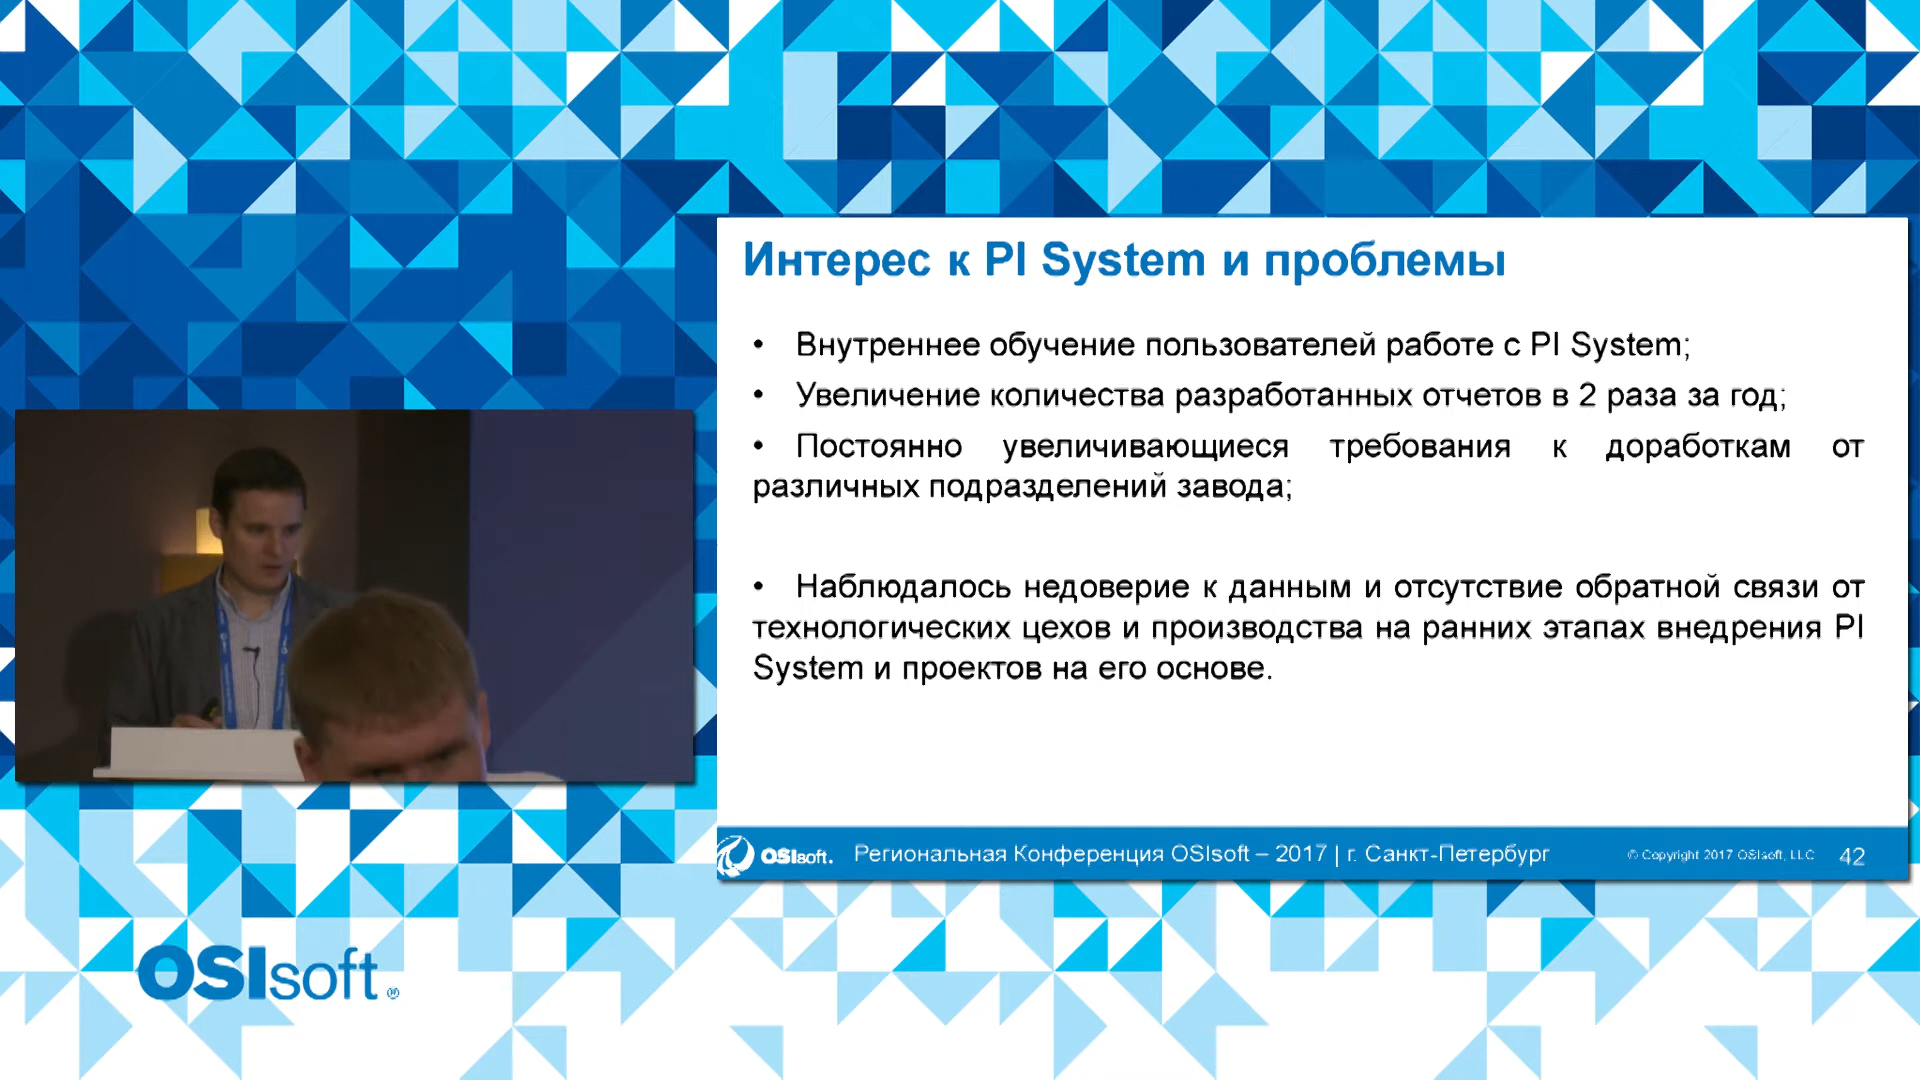 Интерес к PI System и проблемы
• Внутреннее обучение пользователей работе с PI System;
• Увеличение количества разработанных отчетов в 2 раза за год;
• Постоянно увеличивающиеся требования к доработкам от
различных подразделений завода;
• Наблюдалось недоверие к данным и отсутствие обратной связи от
технологических цехов и производства на ранних этапах внедрения PI
System и проектов на его основе.
OSIsoft. Региональная Конференция OSIsoft – 2017 | г. Санкт-Петербург © Copyright 2017 OSIsoft, LLC 42
OSIsoft®